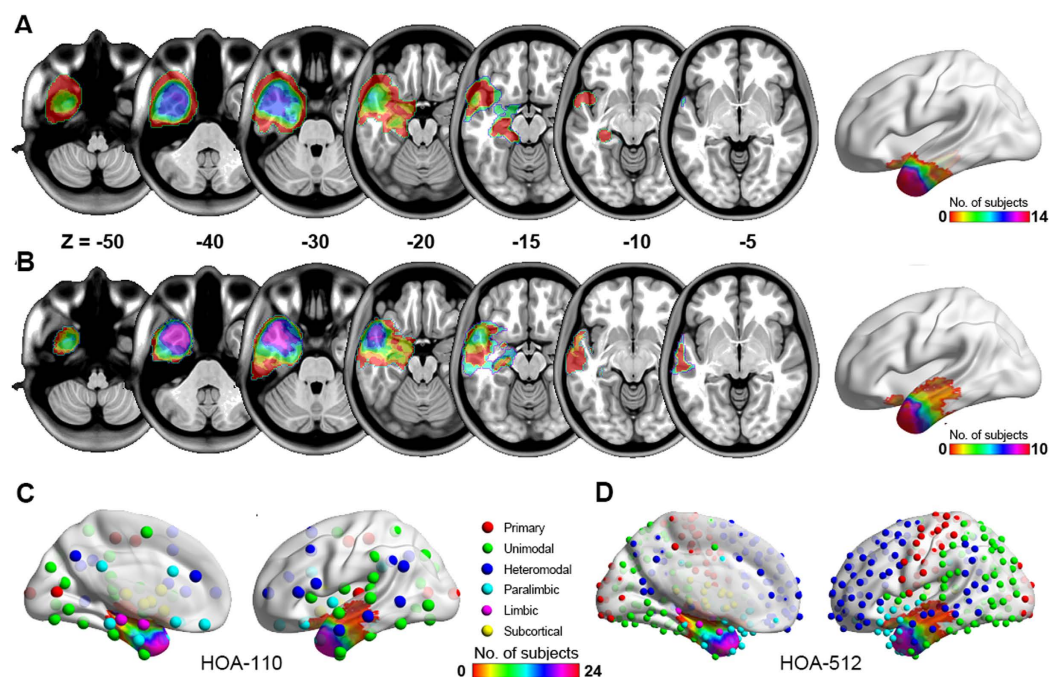 A
No. of subjects
0 14
Z = -50 -40 -30 -20 -15 -10 -5
B
No. of subjects
0 10
C
D
Primary
Unimodal
Heteromodal
Paralimbic
Limbic
Subcortical
HOA-110
No. of subjects
0 24
HOA-512